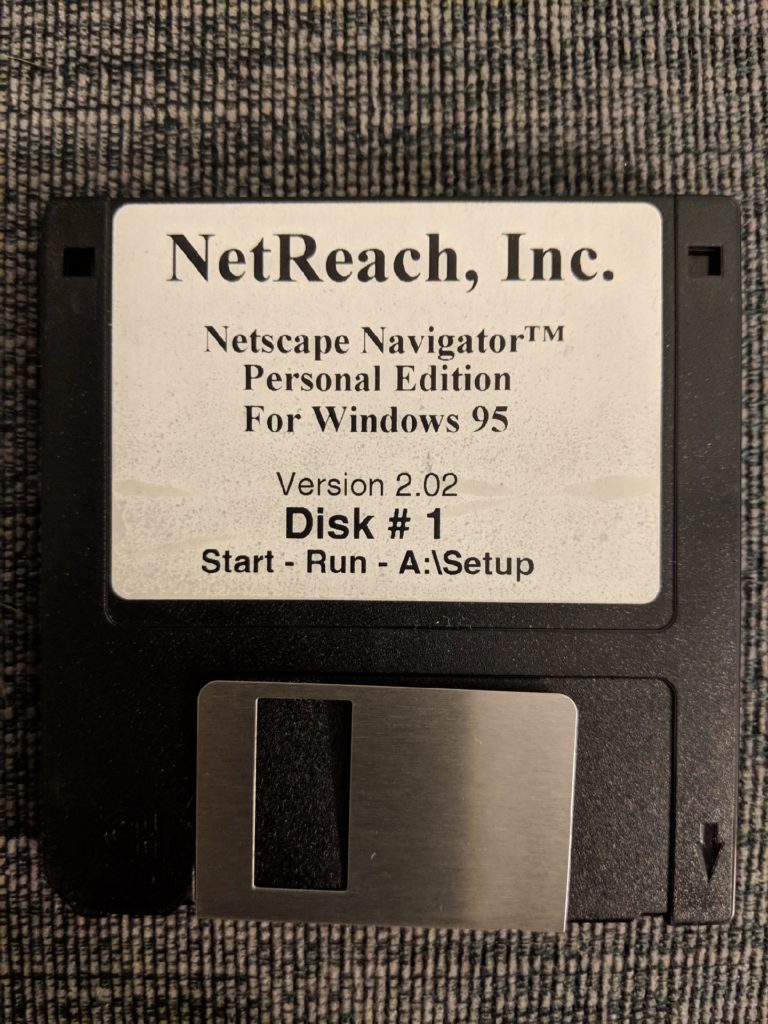 NetReach, Inc.
Netscape Navigator™
Personal Edition
For Windows 95
Version 2.02
Disk # 1
Start - Run - A:\Setup